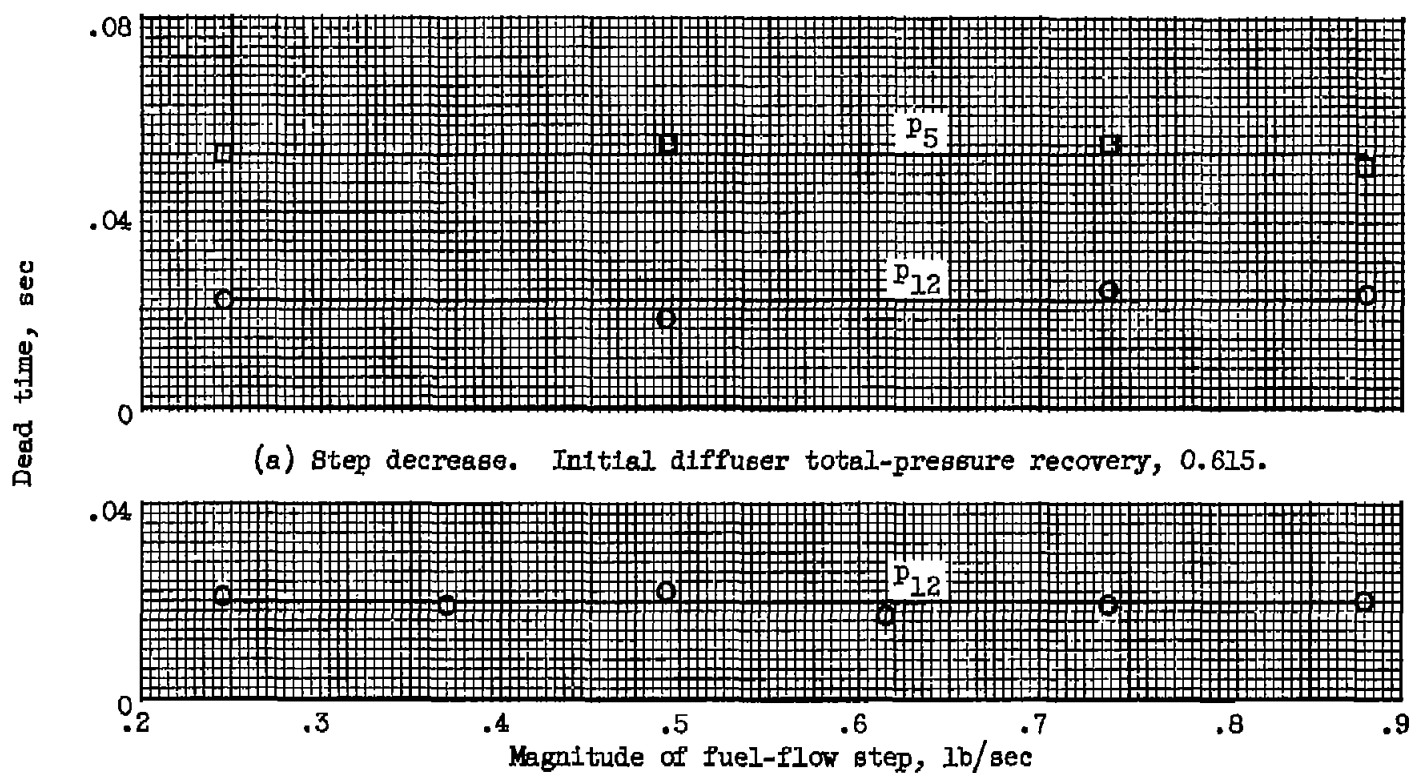 .08
p5
.04
p12
0
(a) Step decrease. Initial diffuser total-pressure recovery, 0.615.
Dead time, sec
.04
p12
0
.2 .3 .4 .5 .6 .7 .8 .9
Magnitude of fuel-flow step, lb/sec